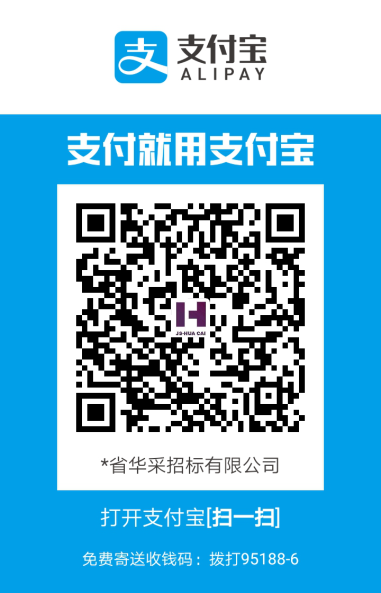 支 支付宝
ALIPAY
支付就用支付宝
JS-HUA CAI
*省华采招标有限公司
打开支付宝[扫一扫]
免费寄送收钱码：拨打95188-6